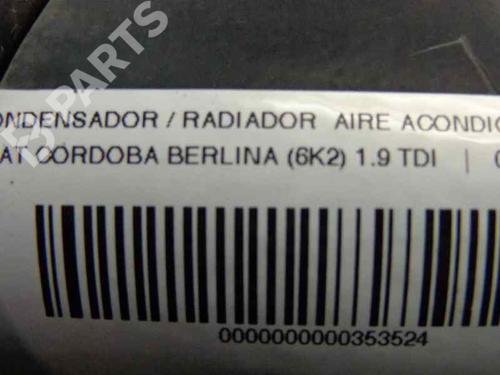 B PARTS
ONDENSADOR / RADIADOR AIRE ACONDIC
AT CORDOBA BERLINA (6K2) 1.9 TDI |
0000000000353524